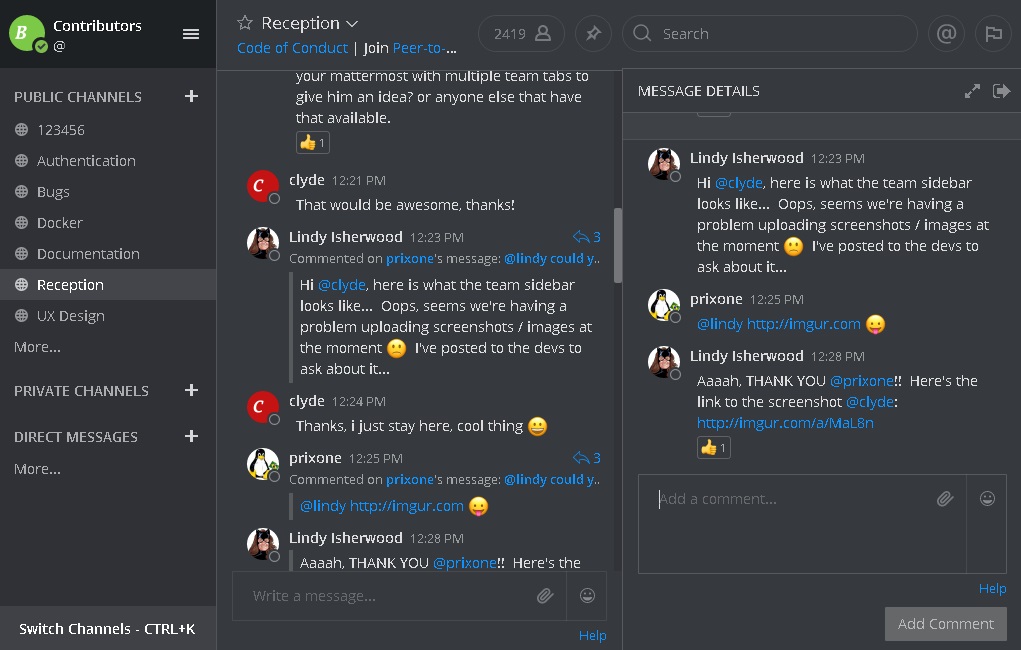 B
Contributors
@
PUBLIC CHANNELS +
123456
Authentication
Bugs
Docker
Documentation
Reception
UX Design
More...
PRIVATE CHANNELS +
DIRECT MESSAGES +
More...
Switch Channels - CTRL+K
Reception
Code of Conduct | Join Peer-to-...
2419
Search
@
your mattermost with multiple team tabs to
give him an idea? or anyone else that have
that available.
1
C
clyde 12:21 PM
That would be awesome, thanks!
Lindy Isherwood 12:23 PM 3
Commented on prixone's message: @lindy could y..
Hi @clyde, here is what the team sidebar
looks like... Oops, seems we're having a
problem uploading screenshots / images at
the moment I've posted to the devs to
ask about it...
C
clyde 12:24 PM
Thanks, i just stay here, cool thing
prixone 12:25 PM 3
Commented on prixone's message: @lindy could y..
@lindy http://imgur.com
Lindy Isherwood 12:28 PM
Aaaah, THANK YOU @prixone!! Here's the
Write a message...
Help
MESSAGE DETAILS
Lindy Isherwood 12:23 PM
Hi @clyde, here is what the team sidebar
looks like... Oops, seems we're having a
problem uploading screenshots / images at
the moment I've posted to the devs to
ask about it...
prixone 12:25 PM
@lindy http://imgur.com
Lindy Isherwood 12:28 PM
Aaaah, THANK YOU @prixone!! Here's the
link to the screenshot @clyde:
http://imgur.com/a/MaL8n
1
Add a comment...
Help
Add Comment